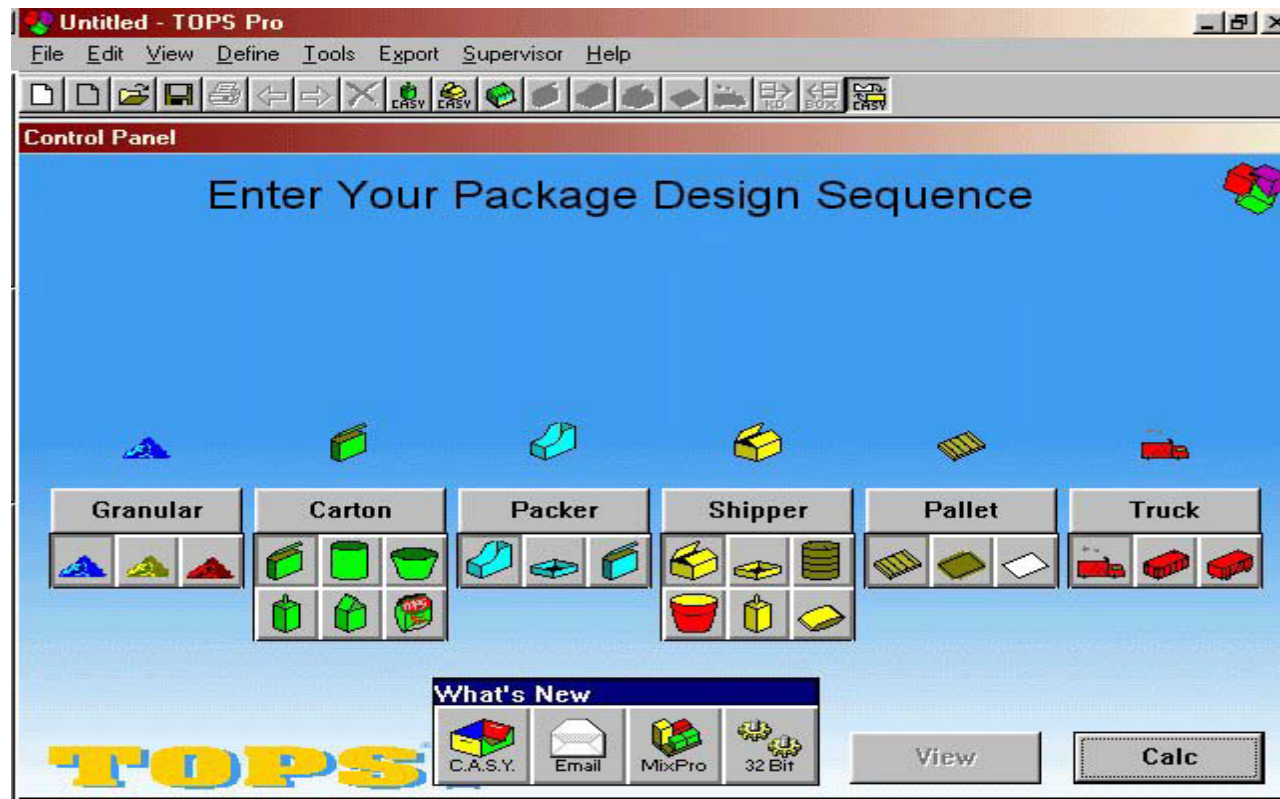 Untitled - TOPS Pro
File Edit View Define Tools Export Supervisor Help
CASY CASY KD BOX CASY
Control Panel
Enter Your Package Design Sequence
Granular Carton Packer Shipper Pallet Truck
What's New
C.A.S.Y. Email MixPro 32 Bit
TOPS
View Calc